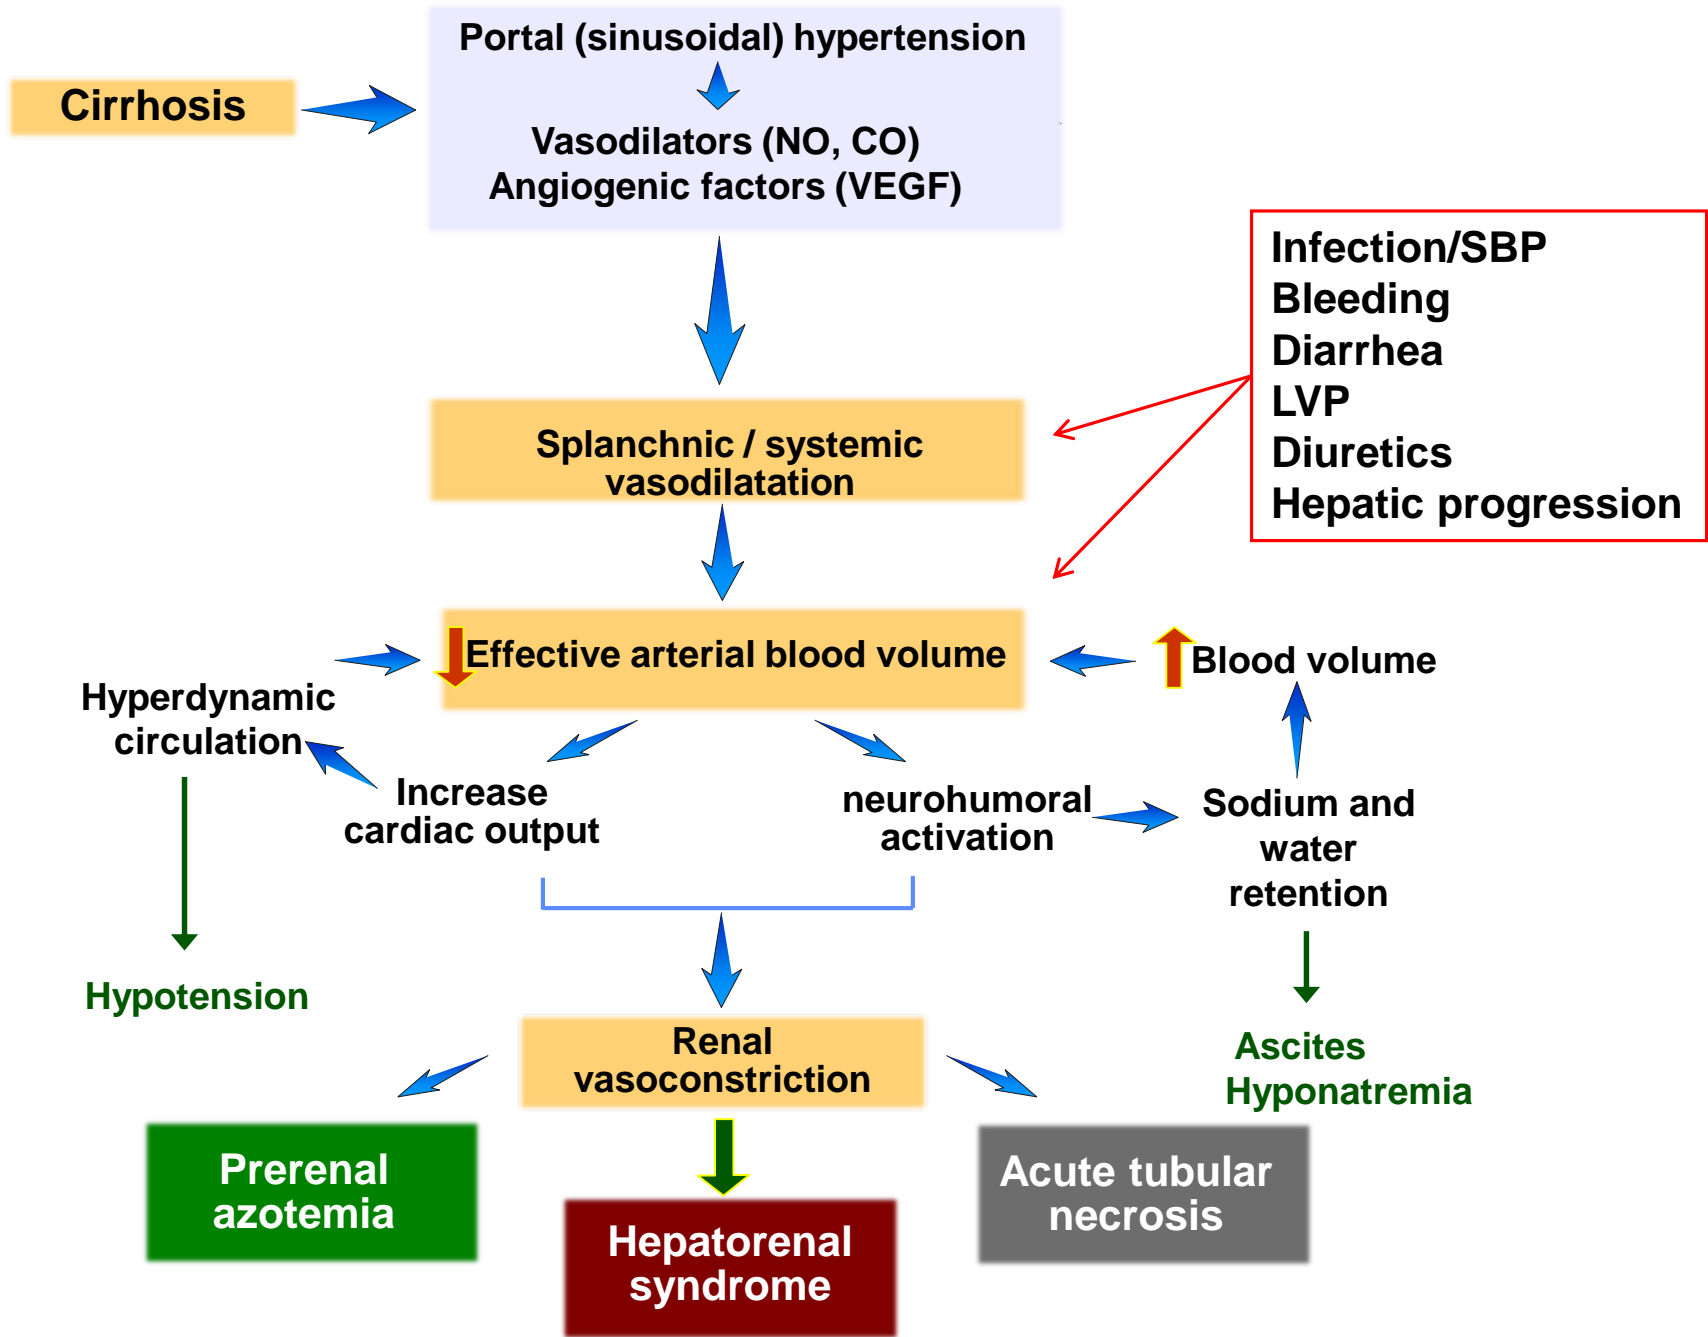 Portal (sinusoidal) hypertension
Cirrhosis
Vasodilators (NO, CO)
Angiogenic factors (VEGF)
Infection/SBP
Bleeding
Diarrhea
LVP
Diuretics
Hepatic progression
Splanchnic / systemic
vasodilatation
Effective arterial blood volume
Blood volume
Hyperdynamic
circulation
Increase
cardiac output
neurohumoral
activation
Sodium and
water
retention
Hypotension
Ascites
Hyponatremia
Renal
vasoconstriction
Prerenal
azotemia
Hepatorenal
syndrome
Acute tubular
necrosis